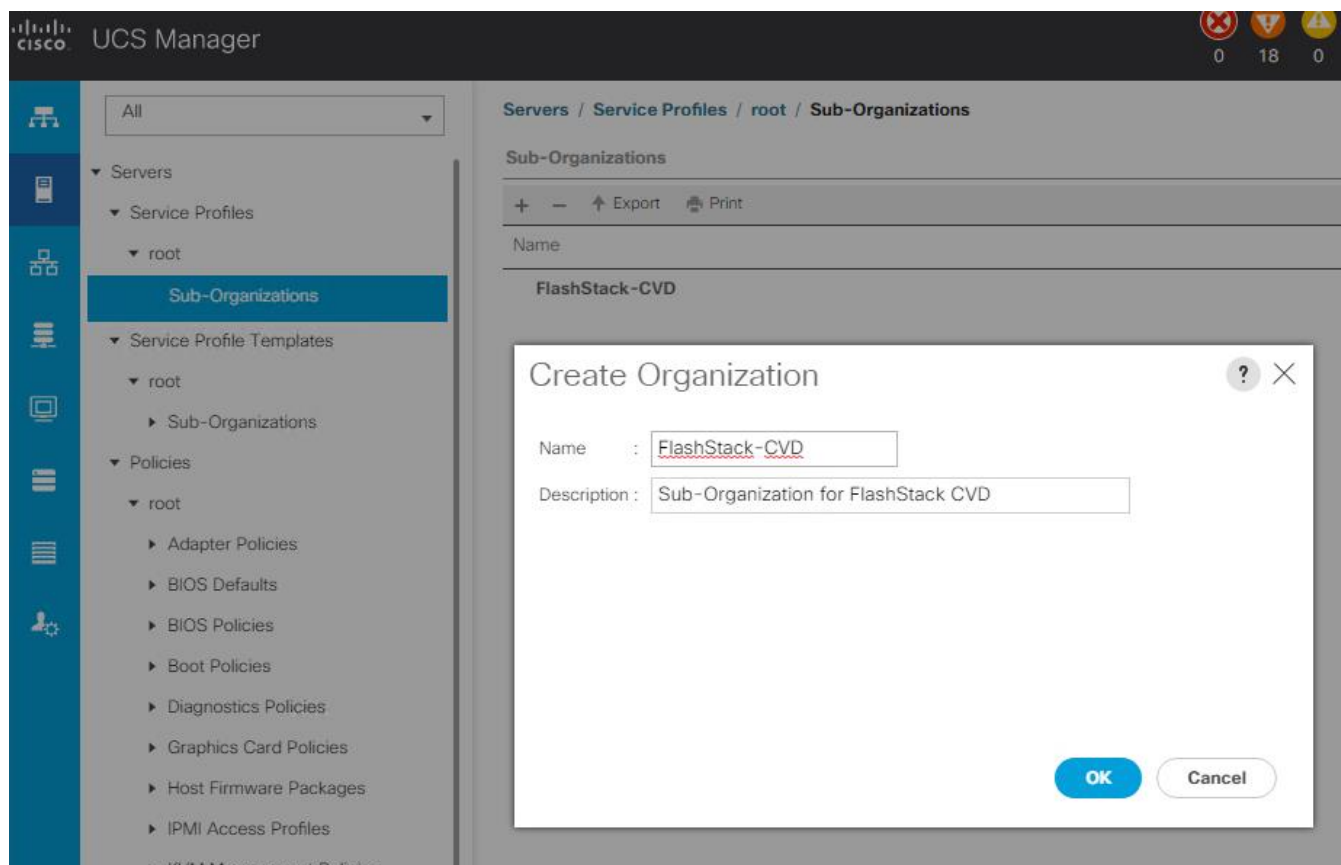 cisco UCS Manager
0 18 0
All
Servers
Service Profiles
root
Sub-Organizations
Service Profile Templates
root
Sub-Organizations
Policies
root
Adapter Policies
BIOS Defaults
BIOS Policies
Boot Policies
Diagnostics Policies
Graphics Card Policies
Host Firmware Packages
IPMI Access Profiles
Servers / Service Profiles / root / Sub-Organizations
Sub-Organizations
+ − Export Print
Name
FlashStack-CVD
Create Organization ?
Name : FlashStack-CVD
Description : Sub-Organization for FlashStack CVD
OK Cancel